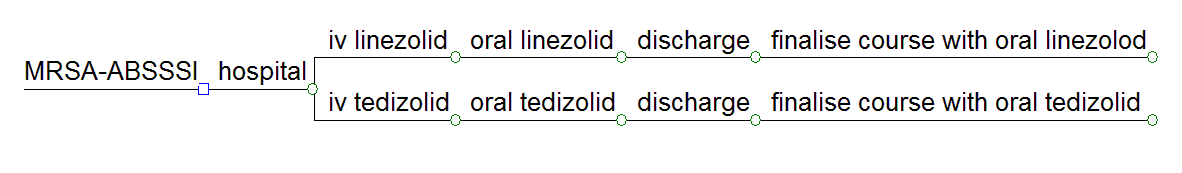 iv linezolid oral linezolid discharge finalise course with oral linezolod
MRSA-ABSSSI hospital
iv tedizolid oral tedizolid discharge finalise course with oral tedizolid